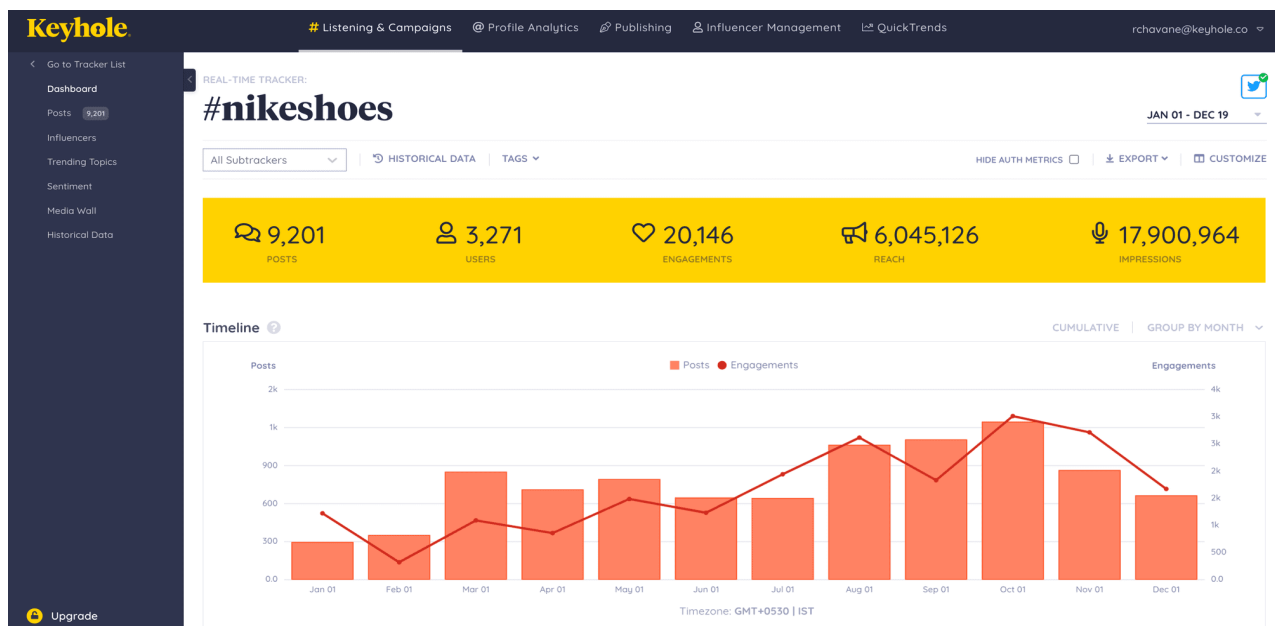 Keyhole.
# Listening & Campaigns
@ Profile Analytics
Publishing
Influencer Management
QuickTrends
rchavane@keyhole.co
Go to Tracker List
Dashboard
Posts 9,201
Influencers
Trending Topics
Sentiment
Media Wall
Historical Data
Upgrade
REAL-TIME TRACKER:
#nikeshoes
JAN 01 - DEC 19
All Subtrackers
HISTORICAL DATA
TAGS
HIDE AUTH METRICS
EXPORT
CUSTOMIZE
9,201
POSTS
3,271
USERS
20,146
ENGAGEMENTS
6,045,126
REACH
17,900,964
IMPRESSIONS
Timeline ?
CUMULATIVE
GROUP BY MONTH
Posts
Posts Engagements
Engagements
2k
1k
900
600
300
0.0
4k
3k
3k
2k
2k
1k
500
0.0
Jan 01 Feb 01 Mar 01 Apr 01 May 01 Jun 01 Jul 01 Aug 01 Sep 01 Oct 01 Nov 01 Dec 01
Timezone: GMT+0530 | IST